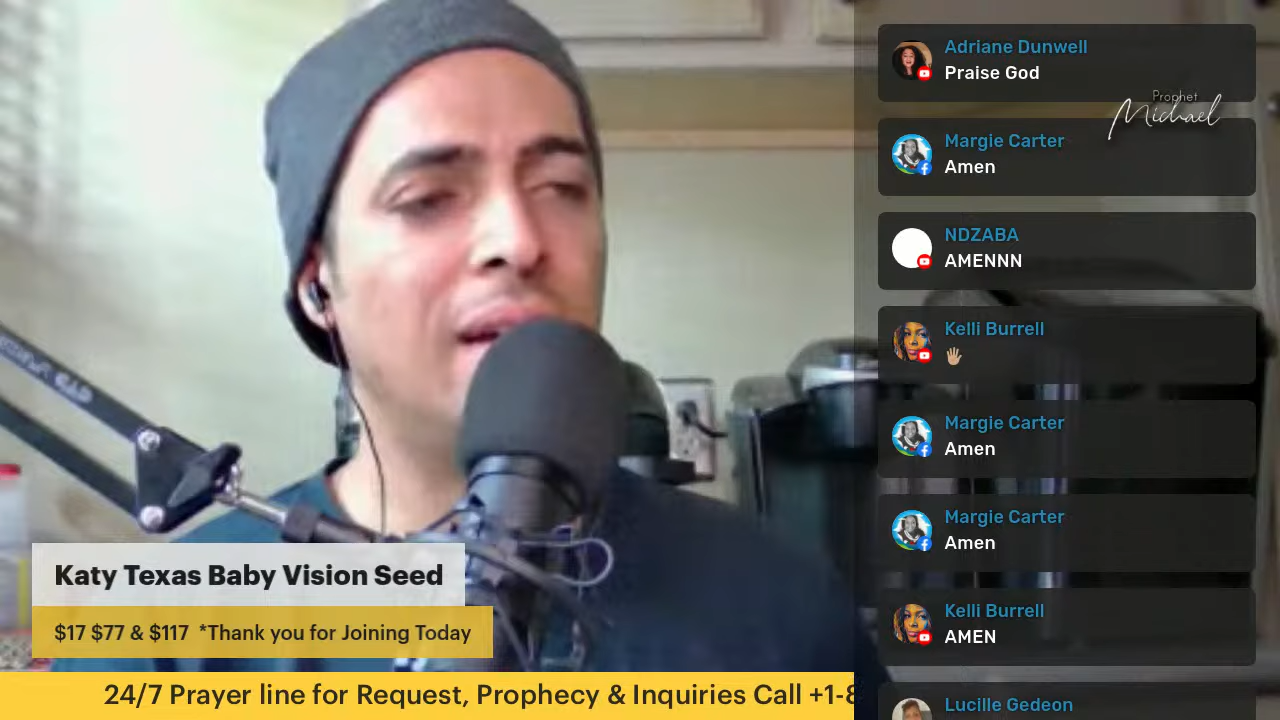 Adriane Dunwell
Praise God
Prophet
Michael
Margie Carter
Amen
NDZABA
AMENNN
Kelli Burrell
🖐🏽
Margie Carter
Amen
Margie Carter
Amen
Kelli Burrell
AMEN
Lucille Gedeon
Katy Texas Baby Vision Seed
$17 $77 & $117 *Thank you for Joining Today
24/7 Prayer line for Request, Prophecy & Inquiries Call +1-8